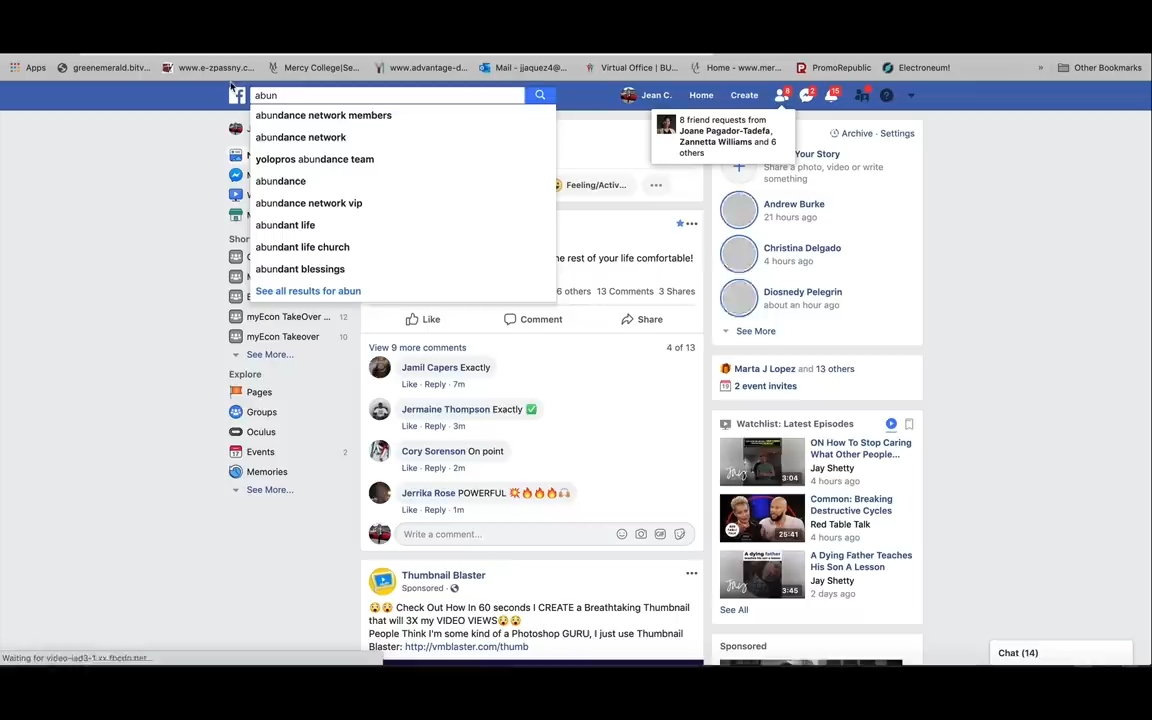 Apps
greenemerald.bitv...
www.e-zpassny.c...
Mercy College|Se...
www.advantage-d...
Mail - jjaquez4@...
Virtual Office | BU...
Home - www.mer...
PromoRepublic
Electroneum!
»
Other Bookmarks
abun
Jean C.
Home
Create
8
2
15
abundance network members
abundance network
yolopros abundance team
abundance
abundance network vip
abundant life
abundant life church
abundant blessings
See all results for abun
8 friend requests from
Joane Pagador-Tadefa,
Zannetta Williams and 6
others
Archive · Settings
Your Story
Share a photo, video or write
something
Andrew Burke
21 hours ago
Christina Delgado
4 hours ago
Diosnedy Pelegrin
about an hour ago
See More
Marta J Lopez and 13 others
2 event invites
Watchlist: Latest Episodes
ON How To Stop Caring
What Other People...
Jay Shetty
4 hours ago
3:04
Common: Breaking
Destructive Cycles
Red Table Talk
4 hours ago
25:41
A Dying Father Teaches
His Son A Lesson
Jay Shetty
2 days ago
3:45
See All
Sponsored
Chat (14)
myEcon TakeOver ... 12
myEcon Takeover 10
See More...
Explore
Pages
Groups
Oculus
Events 2
Memories
See More...
Feeling/Activ...
he rest of your life comfortable!
6 others 13 Comments 3 Shares
Like Comment Share
View 9 more comments 4 of 13
Jamil Capers Exactly
Like · Reply · 7m
Jermaine Thompson Exactly ✅
Like · Reply · 3m
Cory Sorenson On point
Like · Reply · 2m
Jerrika Rose POWERFUL 💥🔥🔥🔥🙌
Like · Reply · 1m
Write a comment...
GIF
Thumbnail Blaster
Sponsored ·
😵😵 Check Out How In 60 seconds I CREATE a Breathtaking Thumbnail
that will 3X my VIDEO VIEWS😵😵
People Think I'm some kind of a Photoshop GURU, I just use Thumbnail
Blaster: http://vmblaster.com/thumb